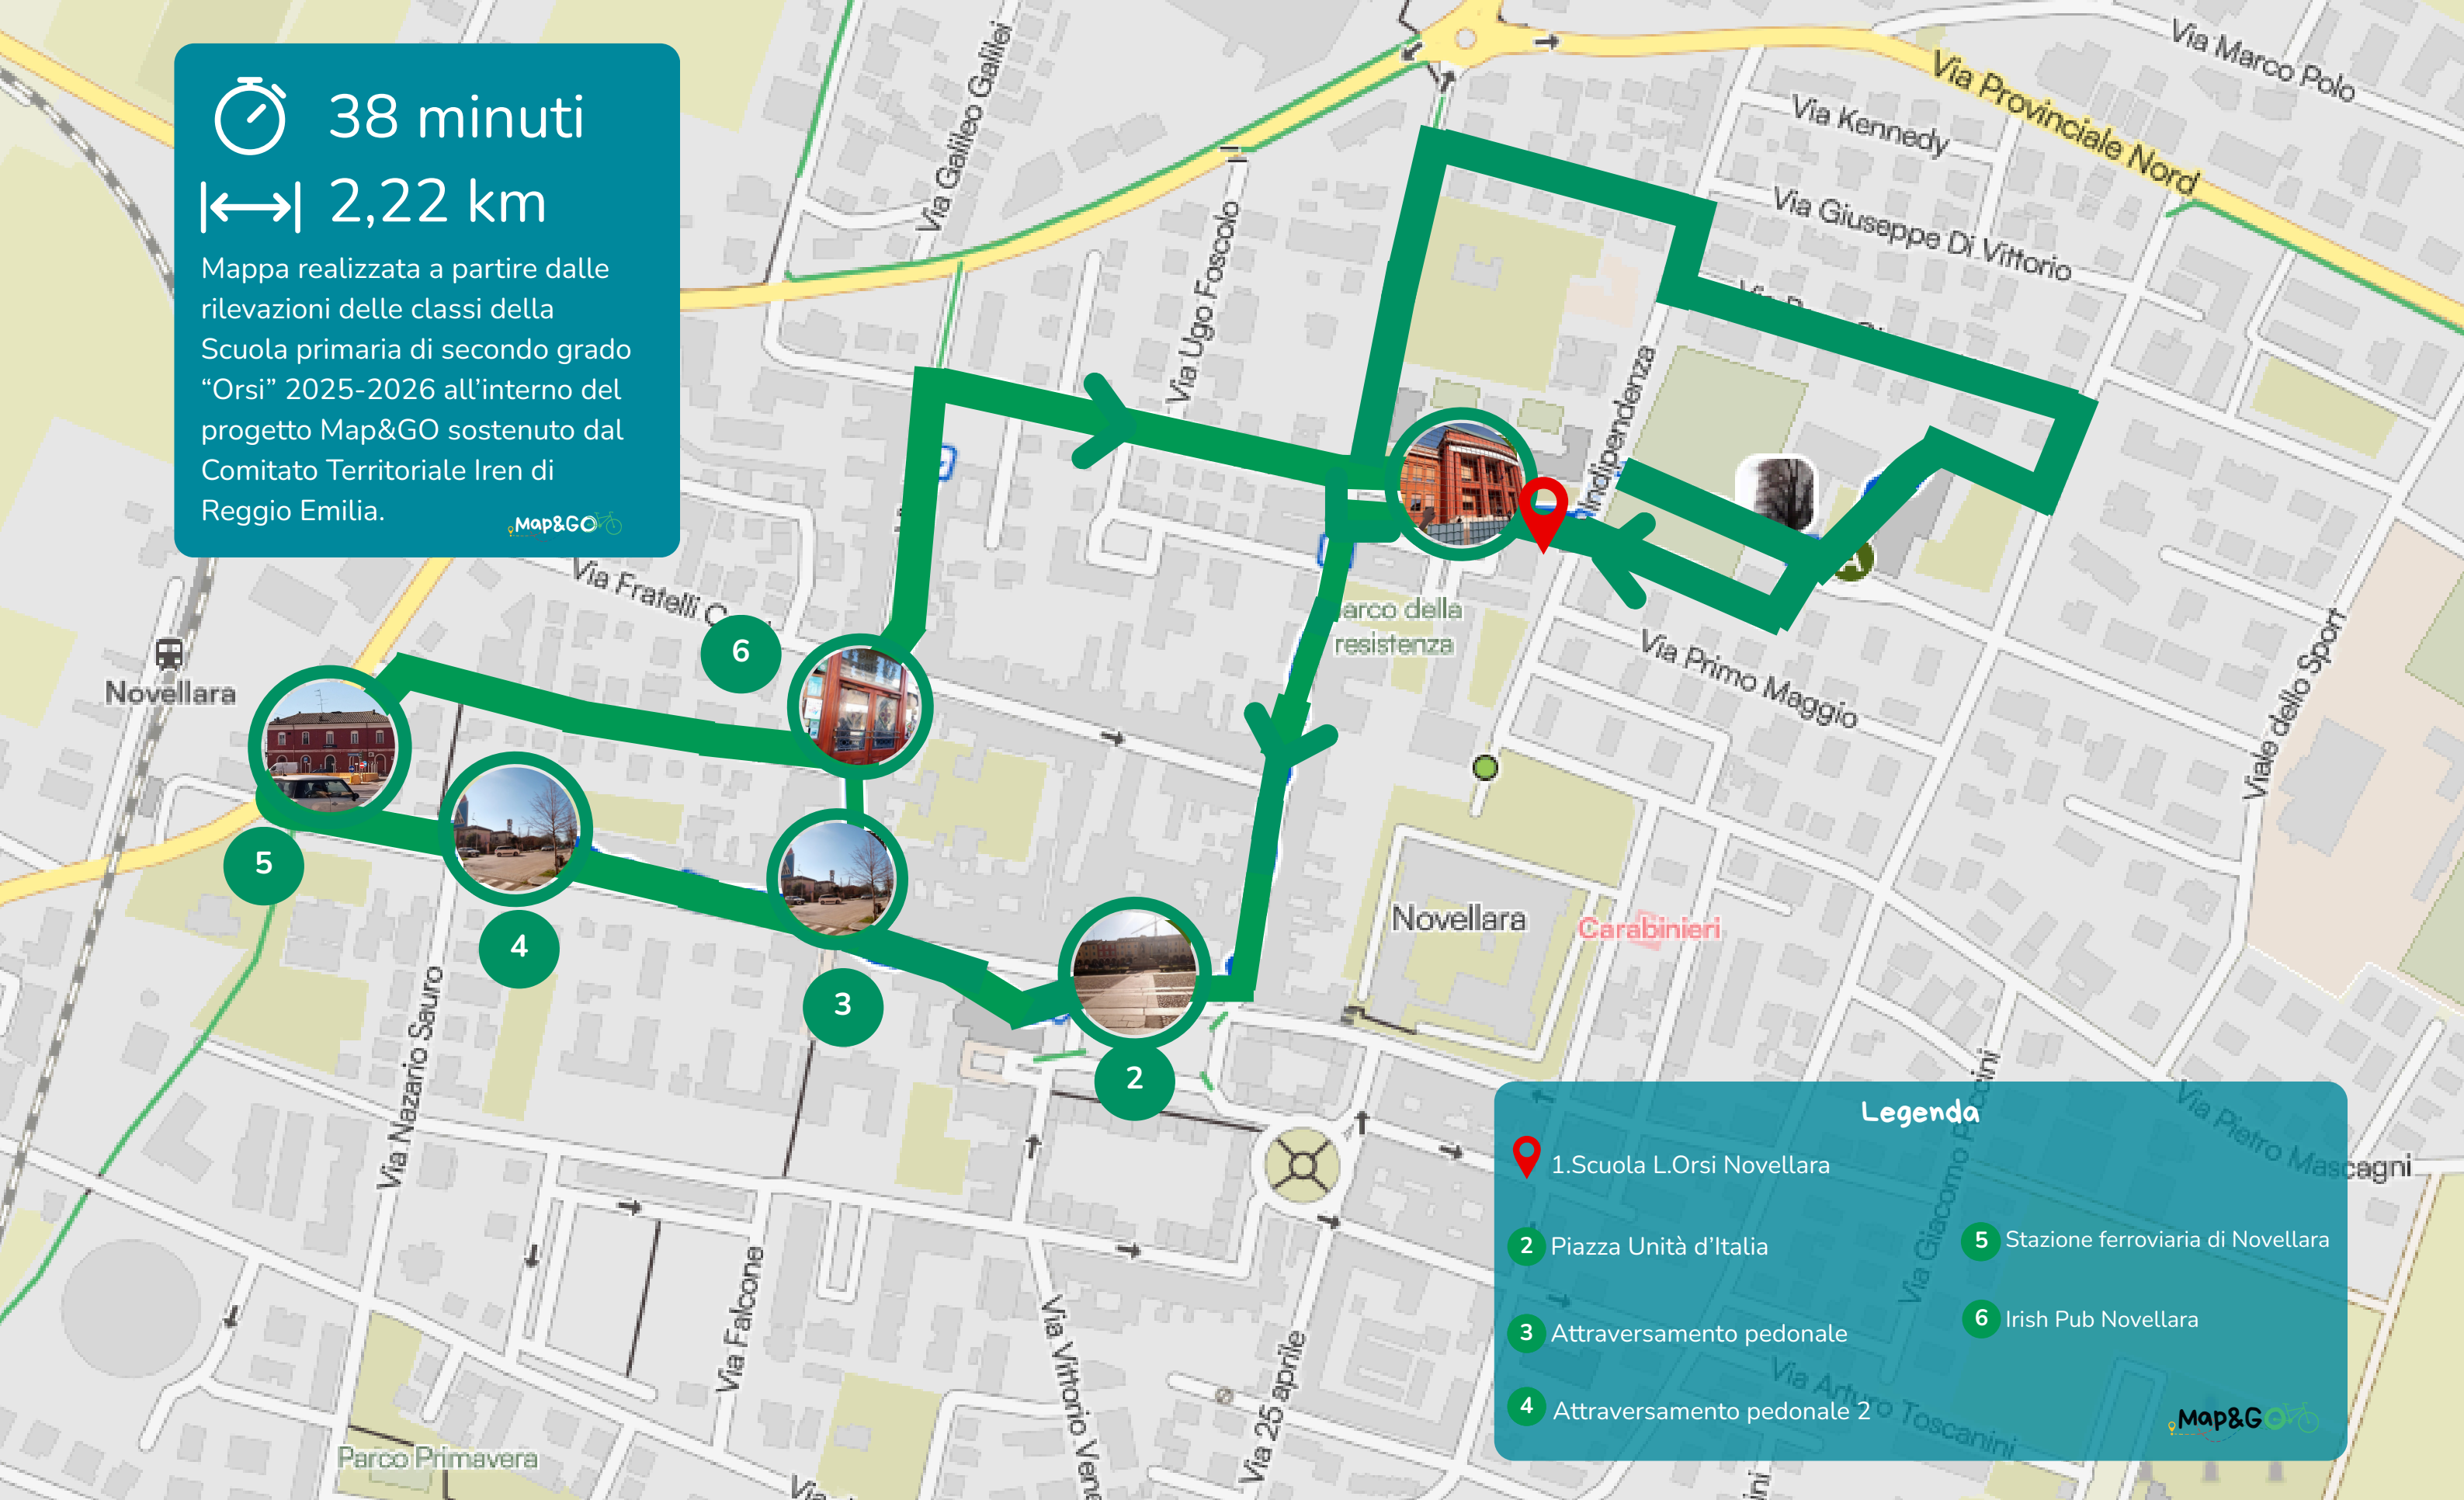 38 minuti
2,22 km
Mappa realizzata a partire dalle
rilevazioni delle classi della
Scuola primaria di secondo grado
“Orsi” 2025-2026 all’interno del
progetto Map&GO sostenuto dal
Comitato Territoriale Iren di
Reggio Emilia.
Map&GO
Via Galileo Galilei
Via Ugo Foscolo
Via Marco Polo
Via Provinciale Nord
Via Kennedy
Via Giuseppe Di Vittorio
Indipendenza
Via Fratelli
6
Novellara
arco della
resistenza
Via Primo Maggio
Viale dello Sport
A
5
4
3
2
Novellara
Carabinieri
Via Nazario Sauro
Via Falcone
Via Vittorio Vene
Via 25 aprile
Parco Primavera
Via Pietro Mascagni
Via Giacomo Puccini
Via Arturo Toscanini
Legenda
1.Scuola L.Orsi Novellara
2 Piazza Unità d’Italia
3 Attraversamento pedonale
4 Attraversamento pedonale 2
5 Stazione ferroviaria di Novellara
6 Irish Pub Novellara
Map&GO